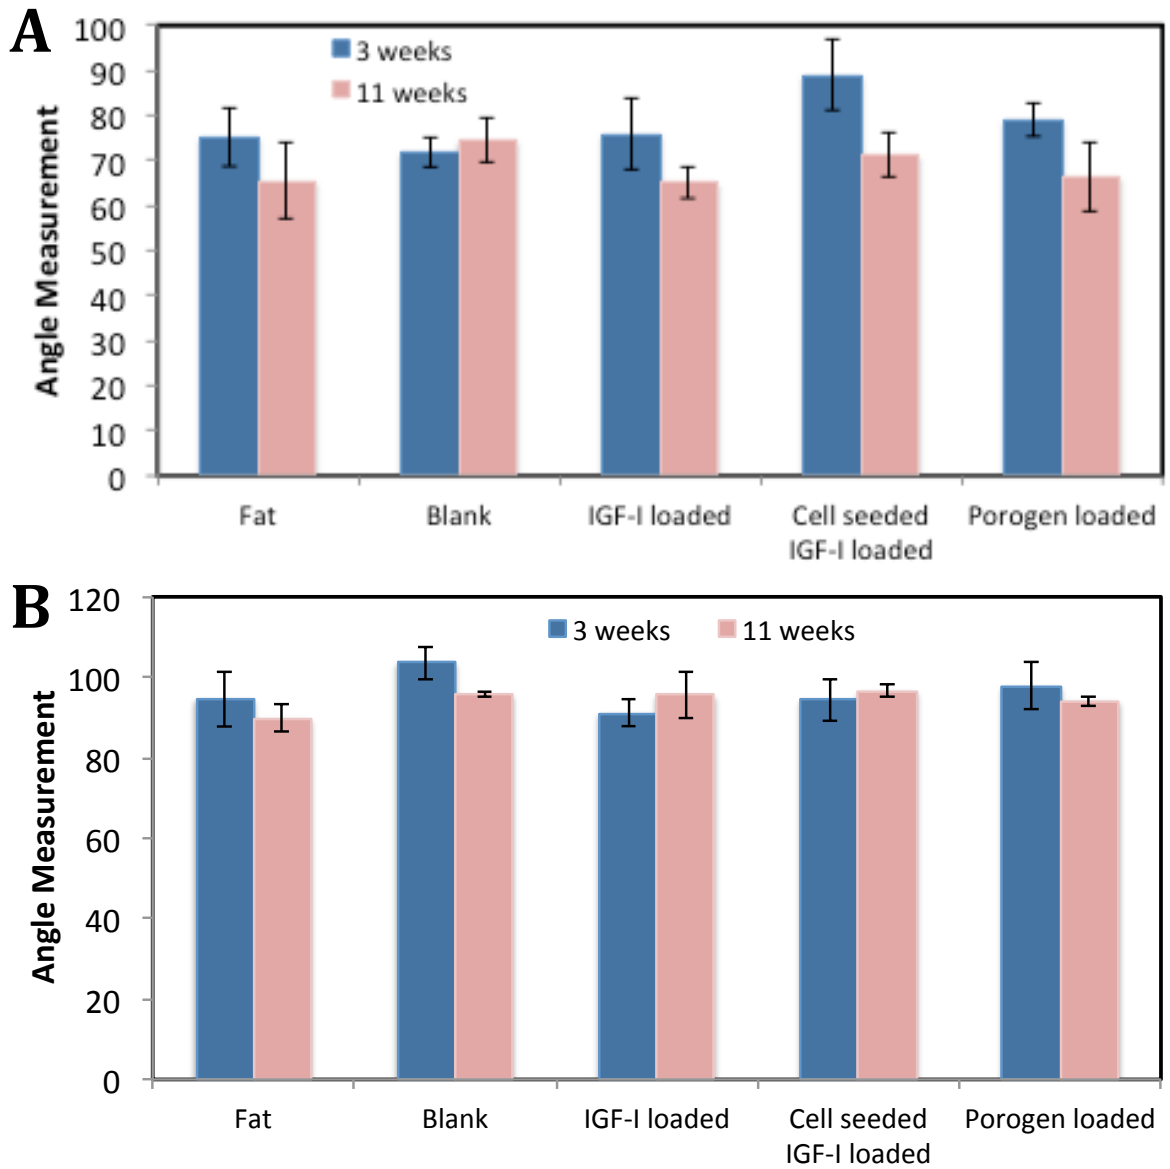 A
100
90
80
70
60
50
40
30
20
10
0
Angle Measurement
3 weeks
11 weeks
Fat
Blank
IGF-I loaded
Cell seeded
IGF-I loaded
Porogen loaded
B
120
100
80
60
40
20
0
Angle Measurement
3 weeks
11 weeks
Fat
Blank
IGF-I loaded
Cell seeded
IGF-I loaded
Porogen loaded